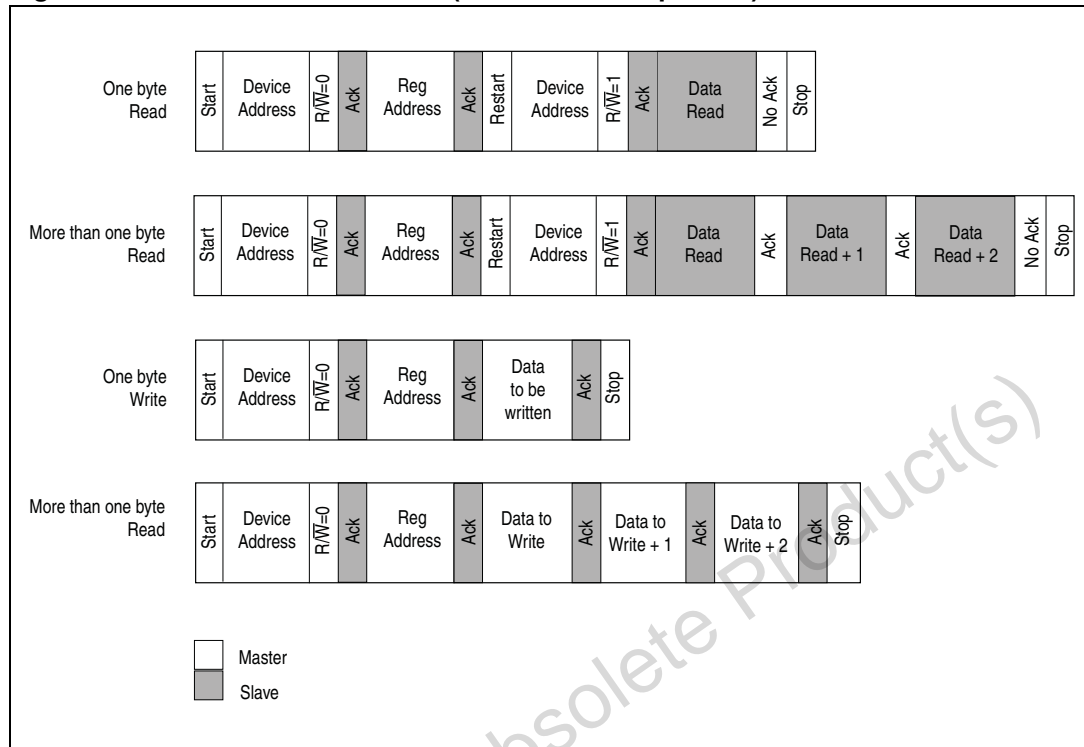 One byte
Read
Start
Device
Address
R/W̅=0
Ack
Reg
Address
Ack
Restart
Device
Address
R/W̅=1
Ack
Data
Read
No Ack
Stop
More than one byte
Read
Start
Device
Address
R/W̅=0
Ack
Reg
Address
Ack
Restart
Device
Address
R/W̅=1
Ack
Data
Read
Ack
Data
Read + 1
Ack
Data
Read + 2
No Ack
Stop
One byte
Write
Start
Device
Address
R/W̅=0
Ack
Reg
Address
Ack
Data
to be
written
Ack
Stop
More than one byte
Read
Start
Device
Address
R/W̅=0
Ack
Reg
Address
Ack
Data to
Write
Ack
Data to
Write + 1
Ack
Data to
Write + 2
Ack
Stop
Master
Slave
Product(s)